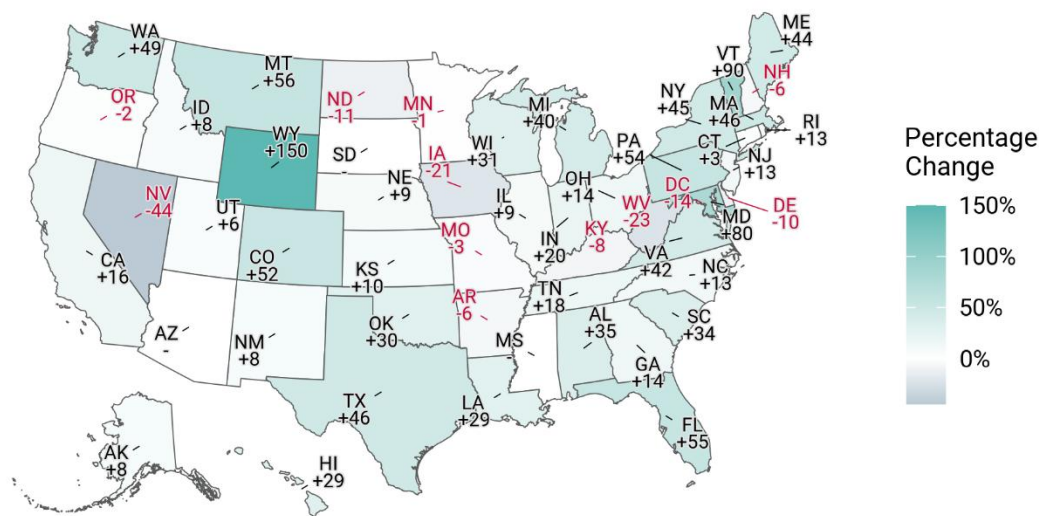 WA
+49
OR
-2
CA
+16
NV
-44
ID
+8
MT
+56
WY
+150
UT
+6
CO
+52
AZ
-
NM
+8
ND
-11
SD
-
NE
+9
KS
+10
OK
+30
TX
+46
MN
-1
IA
-21
MO
-3
AR
-6
LA
+29
WI
+31
IL
+9
MI
+40
IN
+20
OH
+14
KY
-8
TN
+18
MS
-
AL
+35
GA
+14
FL
+55
SC
+34
NC
+13
VA
+42
WV
-23
DC
-14
MD
+80
DE
-10
PA
+54
NJ
+13
NY
+45
CT
+3
RI
+13
MA
+46
VT
+90
NH
-6
ME
+44
AK
+8
HI
+29
Percentage
Change
150%
100%
50%
0%